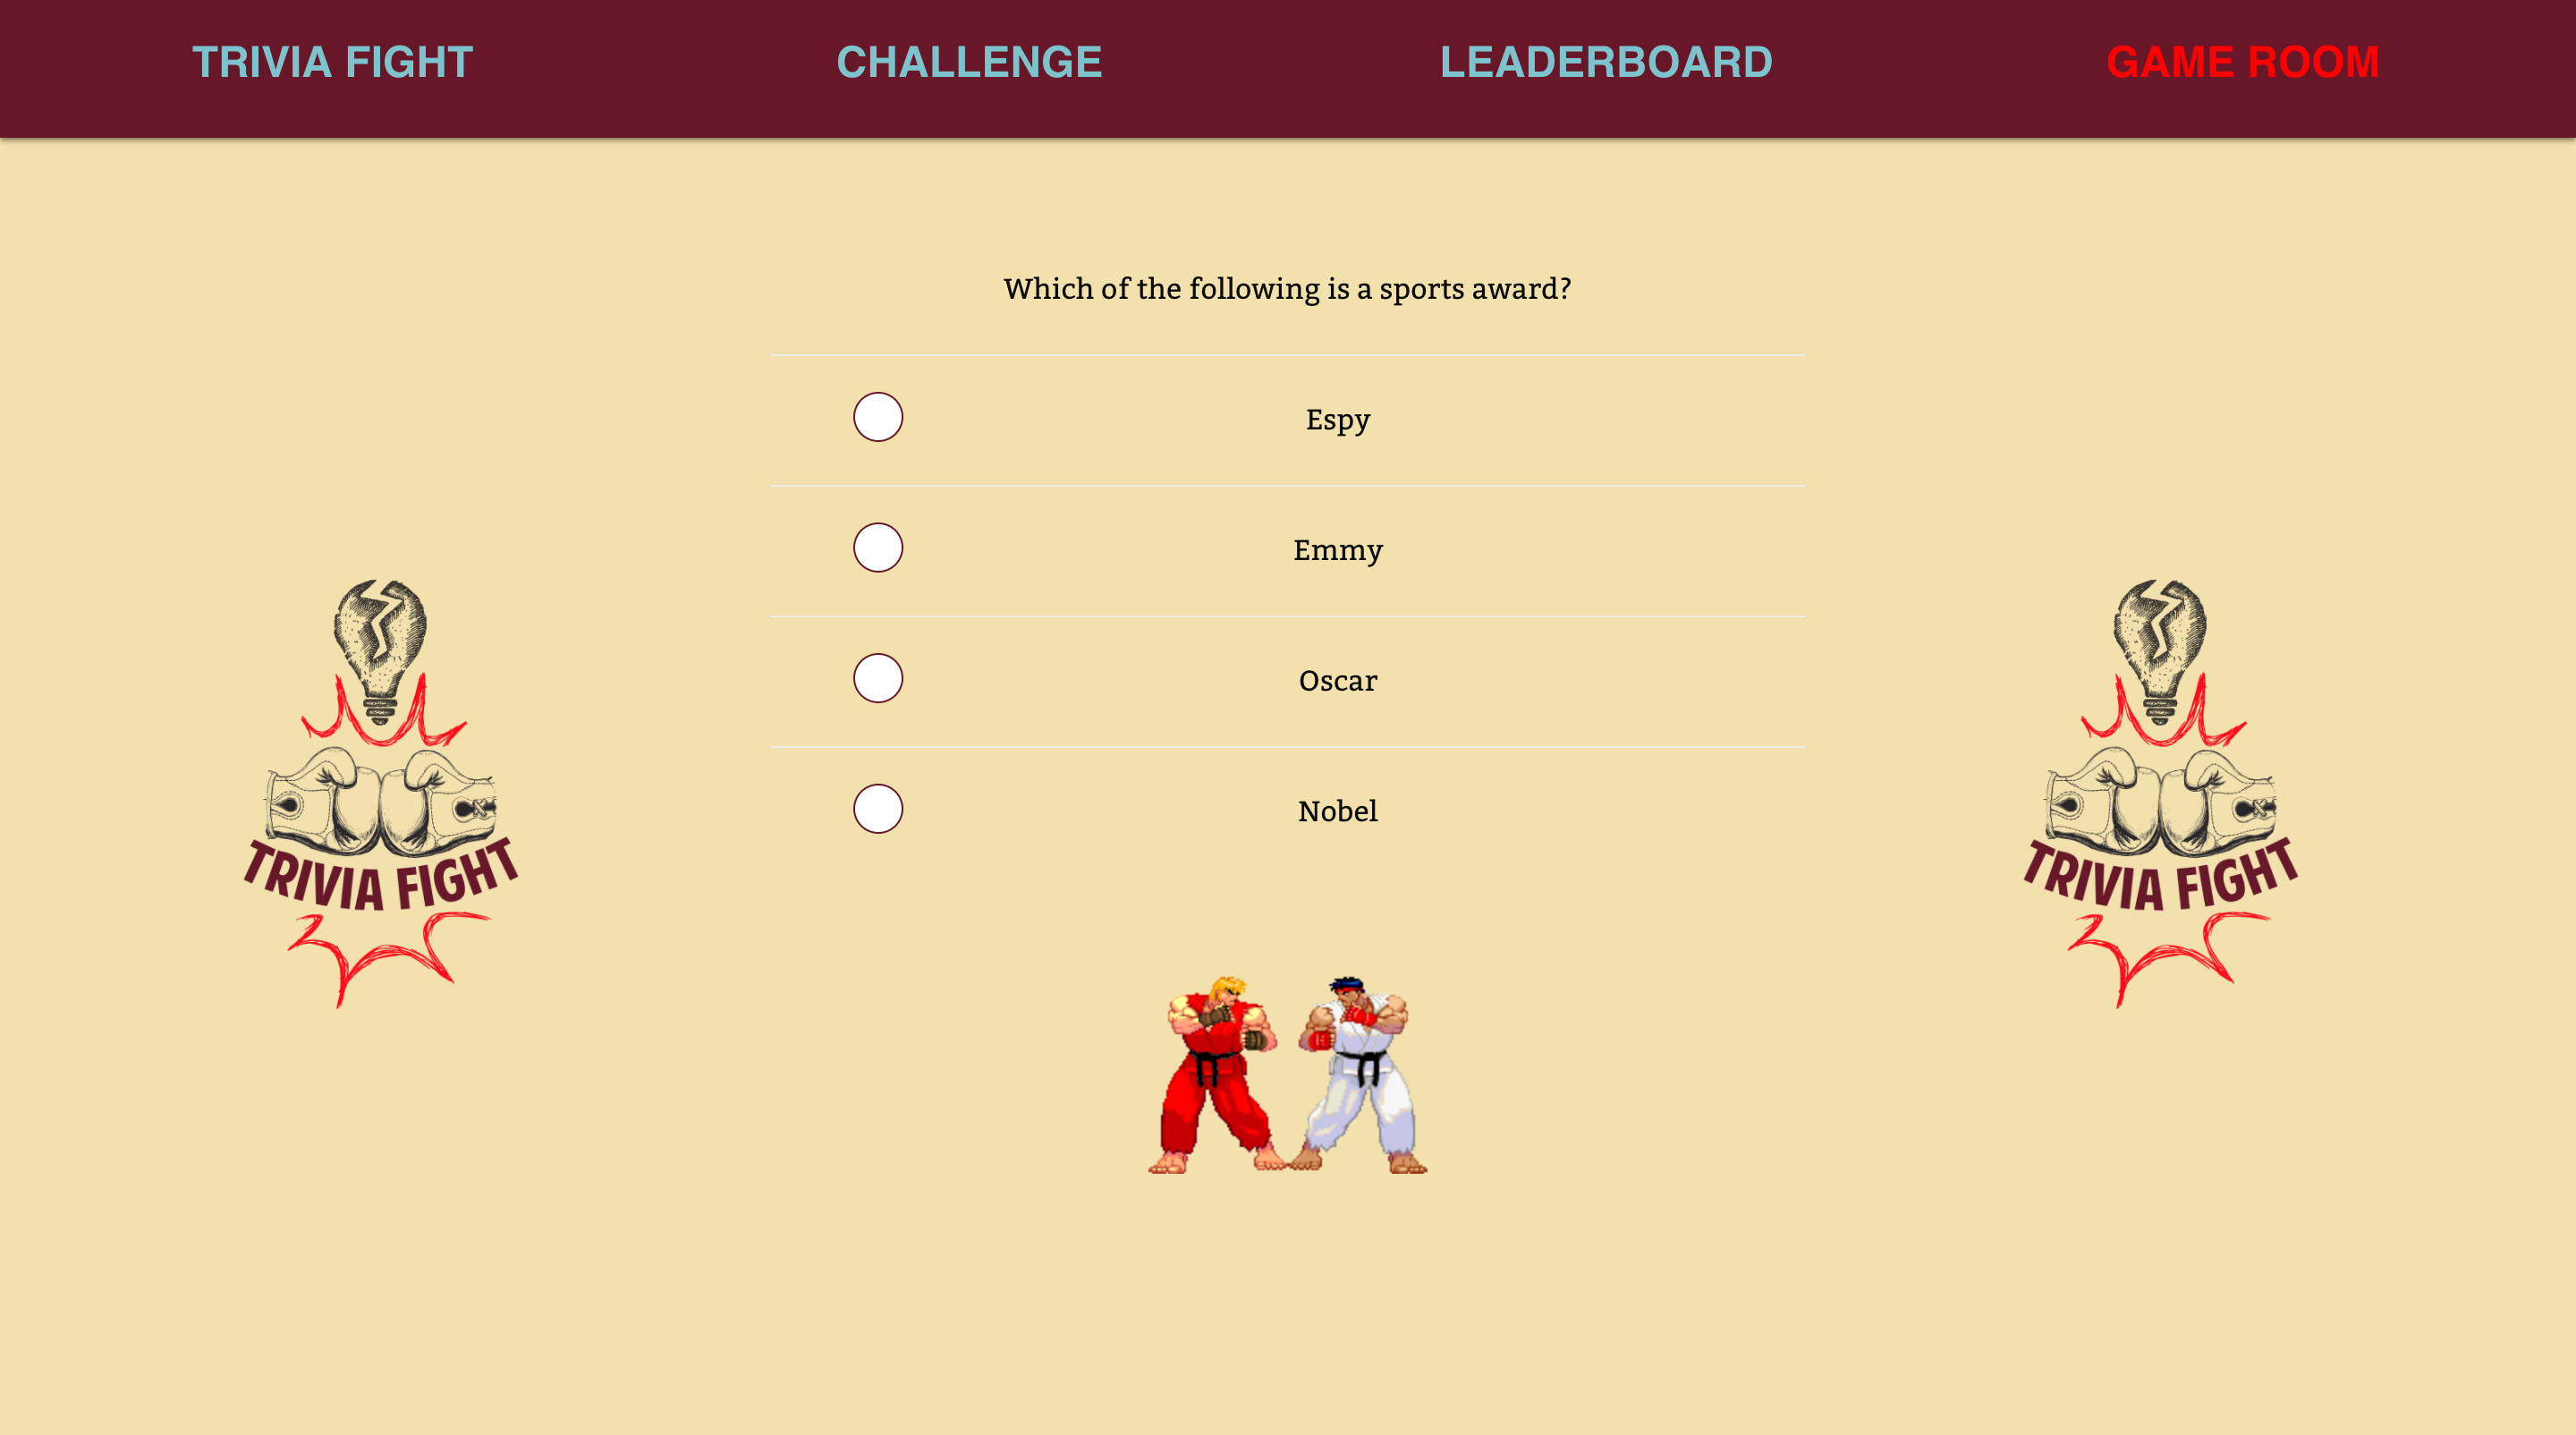 TRIVIA FIGHT CHALLENGE LEADERBOARD GAME ROOM
Which of the following is a sports award?
Espy
Emmy
Oscar
Nobel
TRIVIA FIGHT
TRIVIA FIGHT